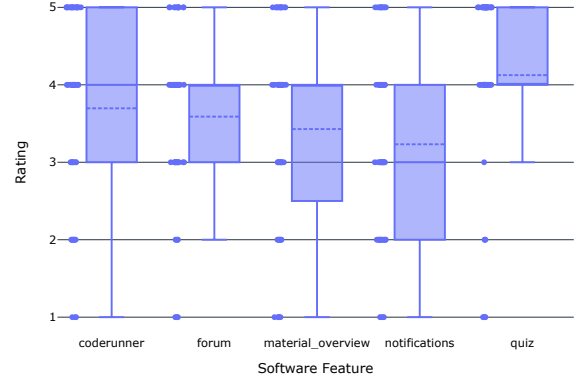 5
4
3
2
1
Rating
coderunner forum material_overview notifications quiz
Software Feature